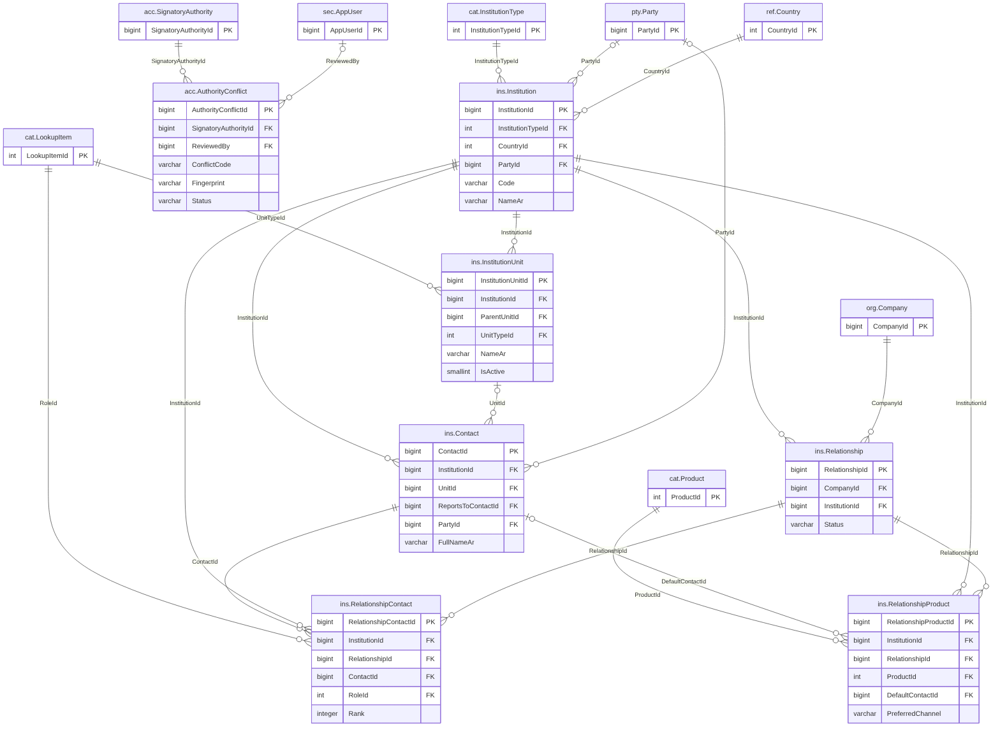 acc.SignatoryAuthority
bigint SignatoryAuthorityId PK
sec.AppUser
bigint AppUserId PK
cat.InstitutionType
int InstitutionTypeId PK
pty.Party
bigint PartyId PK
ref.Country
int CountryId PK
SignatoryAuthorityId
ReviewedBy
InstitutionTypeId
PartyId
CountryId
acc.AuthorityConflict
bigint AuthorityConflictId PK
bigint SignatoryAuthorityId FK
bigint ReviewedBy FK
varchar ConflictCode
varchar Fingerprint
varchar Status
ins.Institution
bigint InstitutionId PK
int InstitutionTypeId FK
int CountryId FK
bigint PartyId FK
varchar Code
varchar NameAr
cat.LookupItem
int LookupItemId PK
UnitTypeId
InstitutionId
PartyId
ins.InstitutionUnit
bigint InstitutionUnitId PK
bigint InstitutionId FK
bigint ParentUnitId FK
int UnitTypeId FK
varchar NameAr
smallint IsActive
InstitutionId
InstitutionId
org.Company
bigint CompanyId PK
RoleId
InstitutionId
UnitId
CompanyId
InstitutionId
ins.Contact
bigint ContactId PK
bigint InstitutionId FK
bigint UnitId FK
bigint ReportsToContactId FK
bigint PartyId FK
varchar FullNameAr
cat.Product
int ProductId PK
ins.Relationship
bigint RelationshipId PK
bigint CompanyId FK
bigint InstitutionId FK
varchar Status
ContactId
RelationshipId
DefaultContactId
ProductId
RelationshipId
ins.RelationshipContact
bigint RelationshipContactId PK
bigint InstitutionId FK
bigint RelationshipId FK
bigint ContactId FK
int RoleId FK
integer Rank
ins.RelationshipProduct
bigint RelationshipProductId PK
bigint InstitutionId FK
bigint RelationshipId FK
int ProductId FK
bigint DefaultContactId FK
varchar PreferredChannel